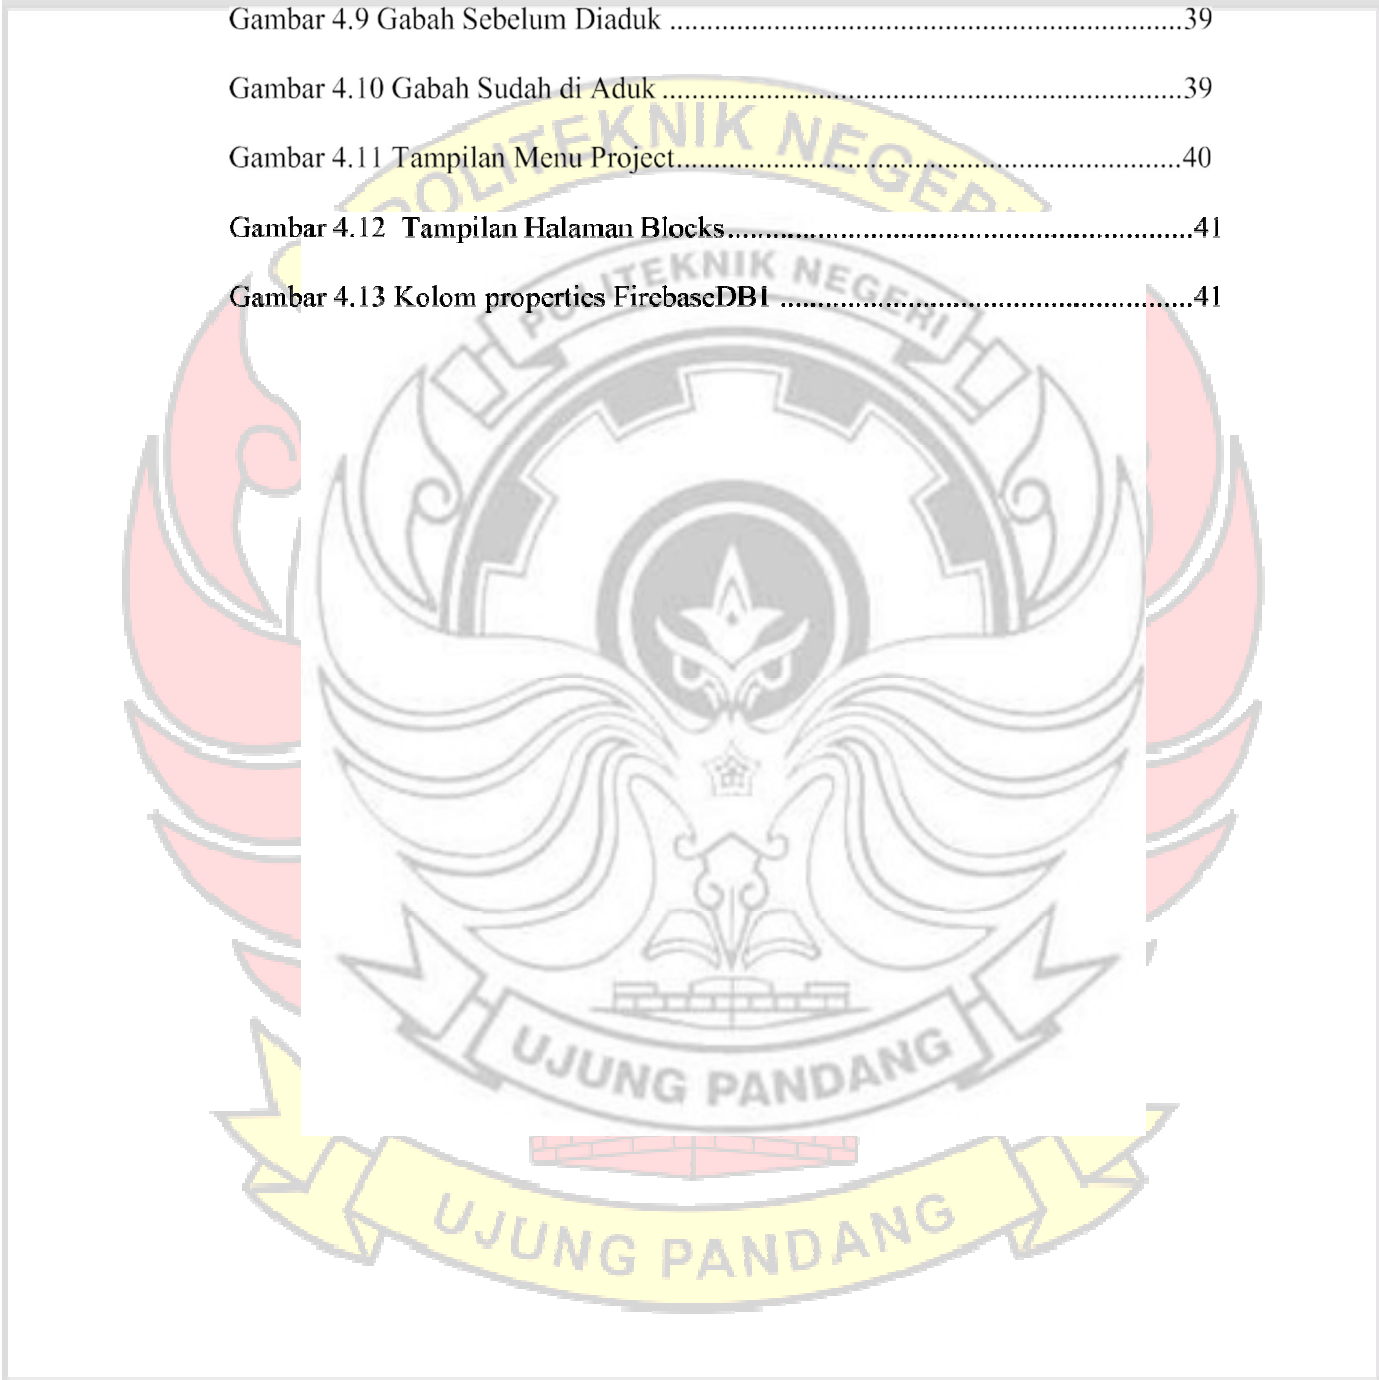 Gambar 4.9 Gabah Sebelum Diaduk ....................................................................39
Gambar 4.10 Gabah Sudah di Aduk .....................................................................39
Gambar 4.11 Tampilan Menu Project...................................................................40
Gambar 4.12  Tampilan Halaman Blocks..............................................................41
Gambar 4.13 Kolom properties FirebaseDB1 .......................................................41
POLITEKNIK NEGERI
POLITEKNIK NEGERI
UJUNG PANDANG
UJUNG PANDANG